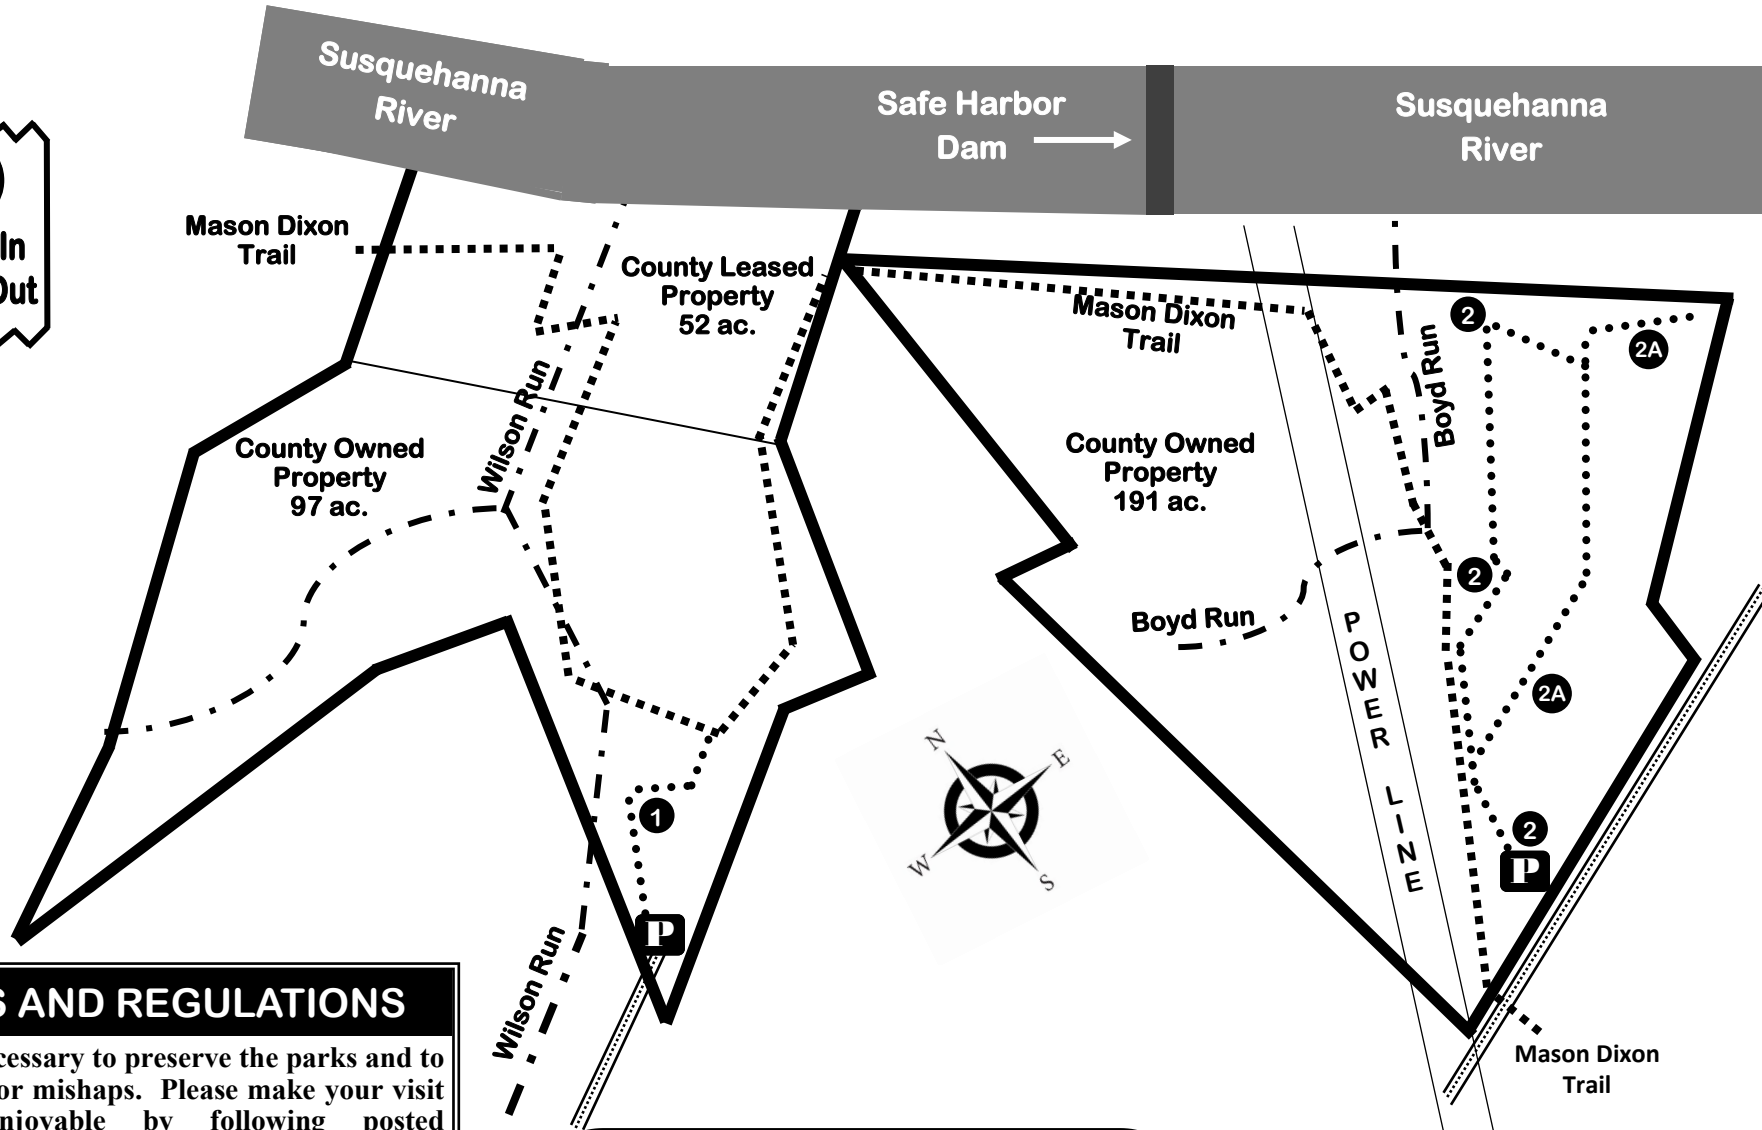 Susquehanna
River
Safe Harbor
Dam
Susquehanna
River
In
Out
Mason Dixon
Trail
County Leased
Property
52 ac.
Mason Dixon
Trail
2
2A
Boyd Run
Wilson Run
County Owned
Property
97 ac.
County Owned
Property
191 ac.
2
Boyd Run
POWER LINE
2A
N
E
W
S
1
2
P
P
Wilson Run
AND REGULATIONS
to preserve the parks and to
or mishaps. Please make your visit
by following posted
Mason Dixon
Trail